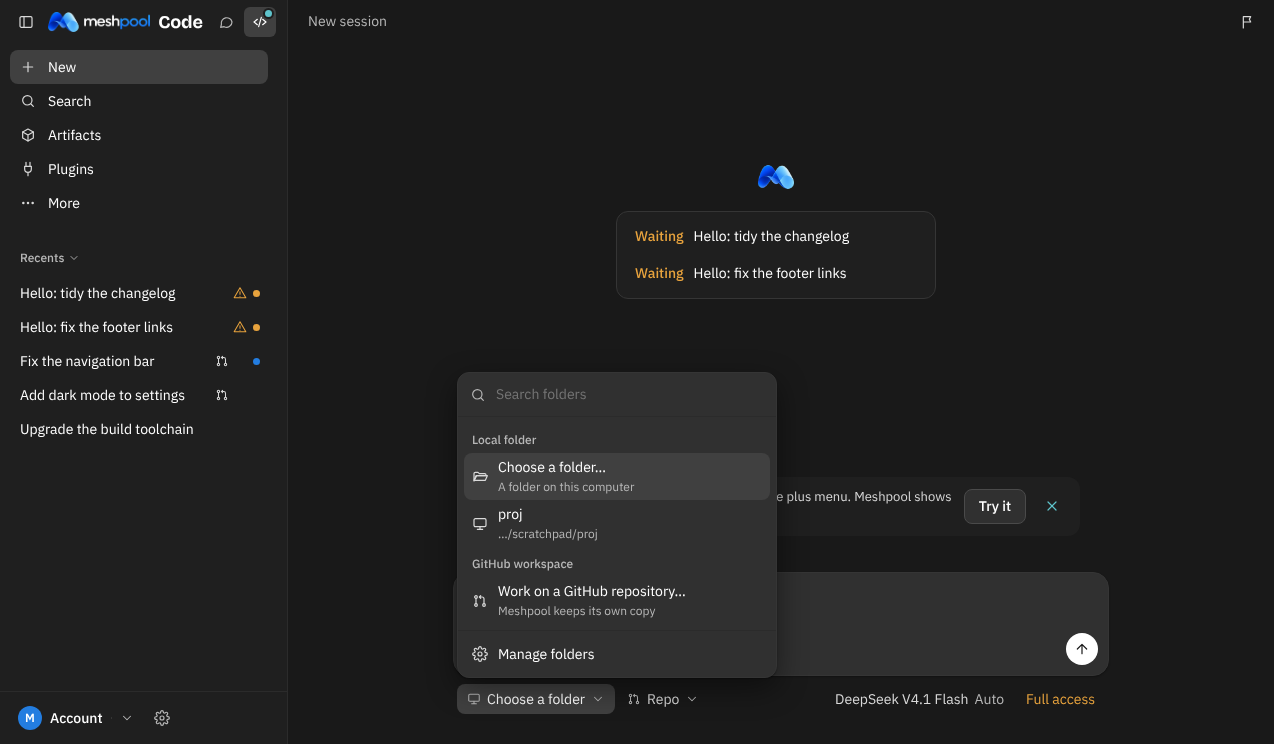 meshpool Code
New session
New
Search
Artifacts
Plugins
More
Recents
Hello: tidy the changelog
Hello: fix the footer links
Fix the navigation bar
Add dark mode to settings
Upgrade the build toolchain
M Account
Waiting Hello: tidy the changelog
Waiting Hello: fix the footer links
Search folders
Local folder
Choose a folder...
A folder on this computer
proj
.../scratchpad/proj
GitHub workspace
Work on a GitHub repository...
Meshpool keeps its own copy
Manage folders
plus menu. Meshpool shows
Try it
Choose a folder
Repo
DeepSeek V4.1 Flash Auto
Full access